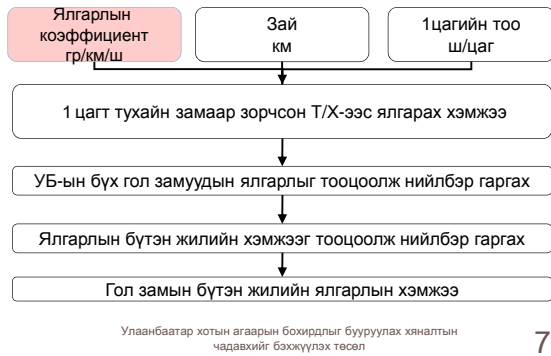 Ялгарлын
коэффициент
гр/км/ш
Зай
км
1цагийн тоо
ш/цаг
1 цагт тухайн замаар зорчсон Т/Х-ээс ялгарах хэмжээ
УБ-ын бүх гол замуудын ялгарлыг тооцоолж нийлбэр гаргах
Ялгарлын бүтэн жилийн хэмжээг тооцоолж нийлбэр гаргах
Гол замын бүтэн жилийн ялгарлын хэмжээ
Улаанбаатар хотын агаарын бохирдлыг бууруулах хяналтын
чадавхийг бэхжүүлэх төсөл
7